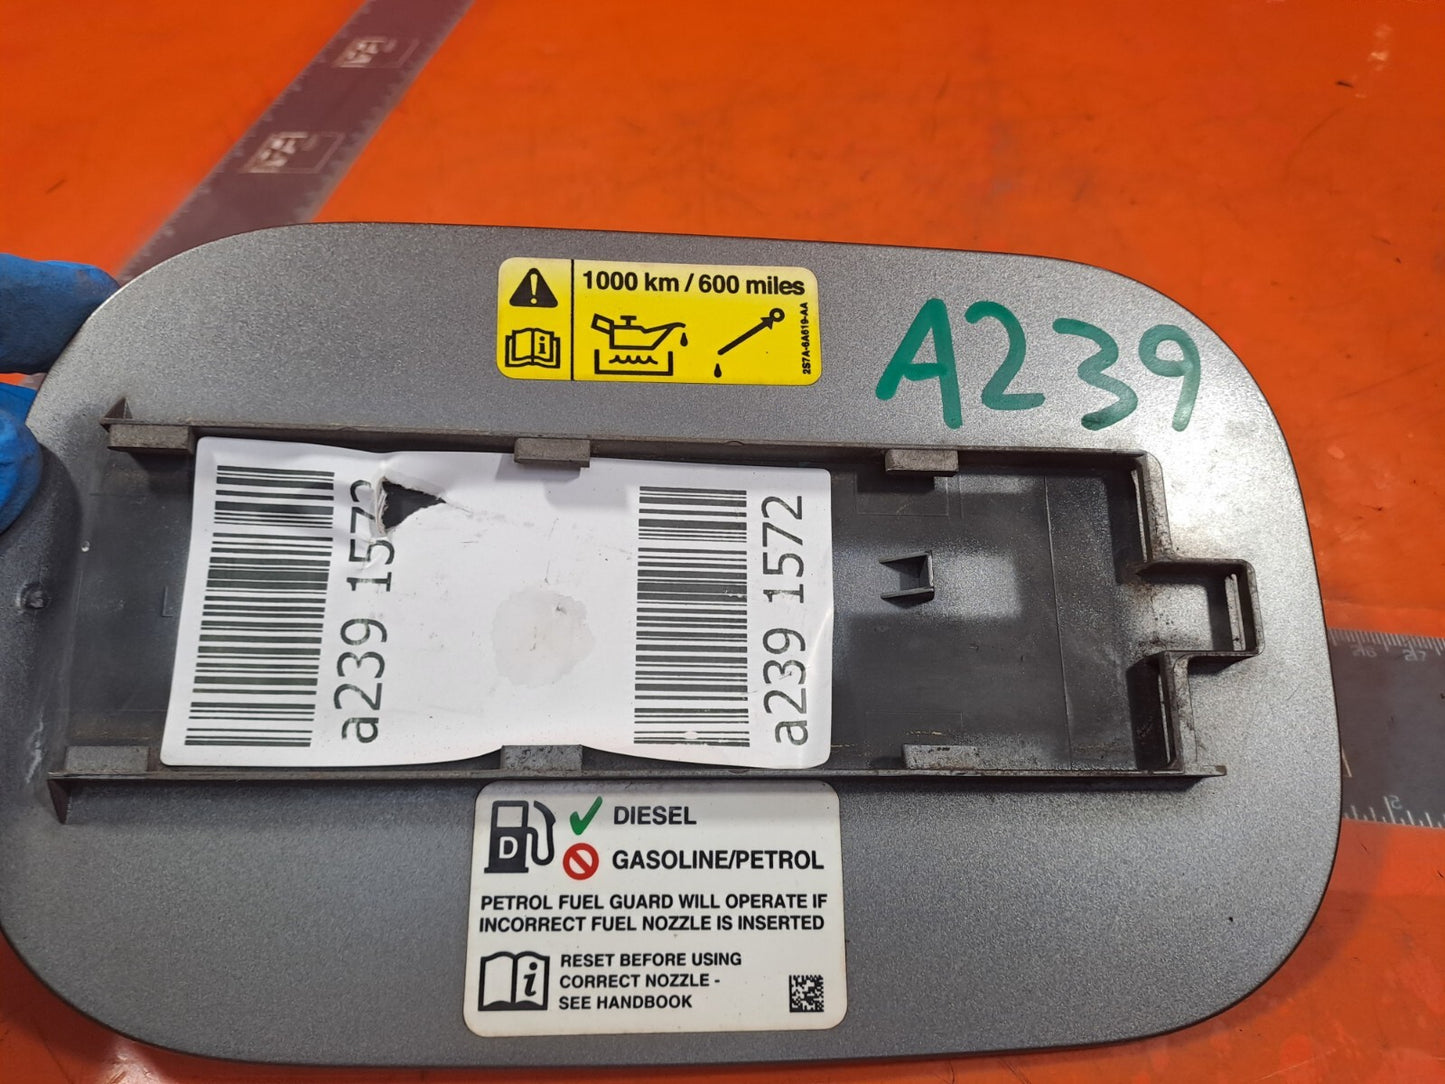 1000 km / 600 miles
2S7A-6A619-AA
A239
a239 1572
a239 1572
D
DIESEL
GASOLINE/PETROL
PETROL FUEL GUARD WILL OPERATE IF
INCORRECT FUEL NOZZLE IS INSERTED
RESET BEFORE USING
CORRECT NOZZLE -
SEE HANDBOOK